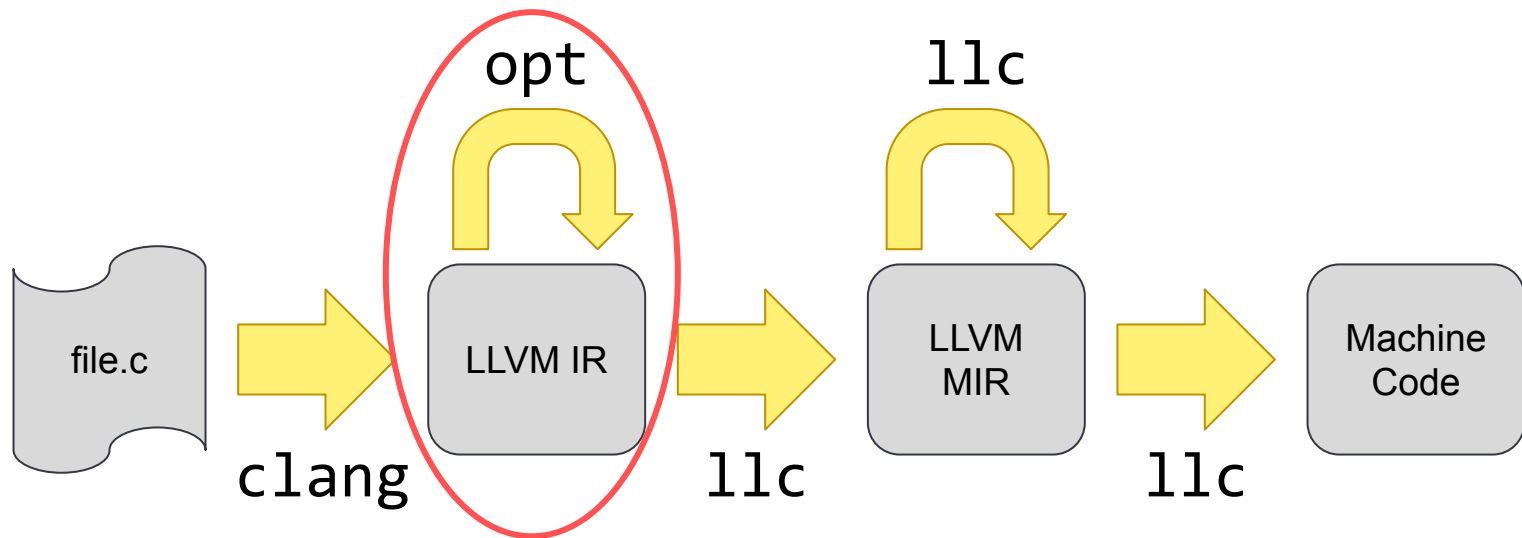 opt
llc
file.c
LLVM IR
LLVM
MIR
Machine
Code
clang
llc
llc